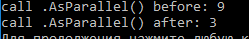 call .AsParallel() before: 9
call .AsParallel() after: 3
Для продолжения нажмите любую к